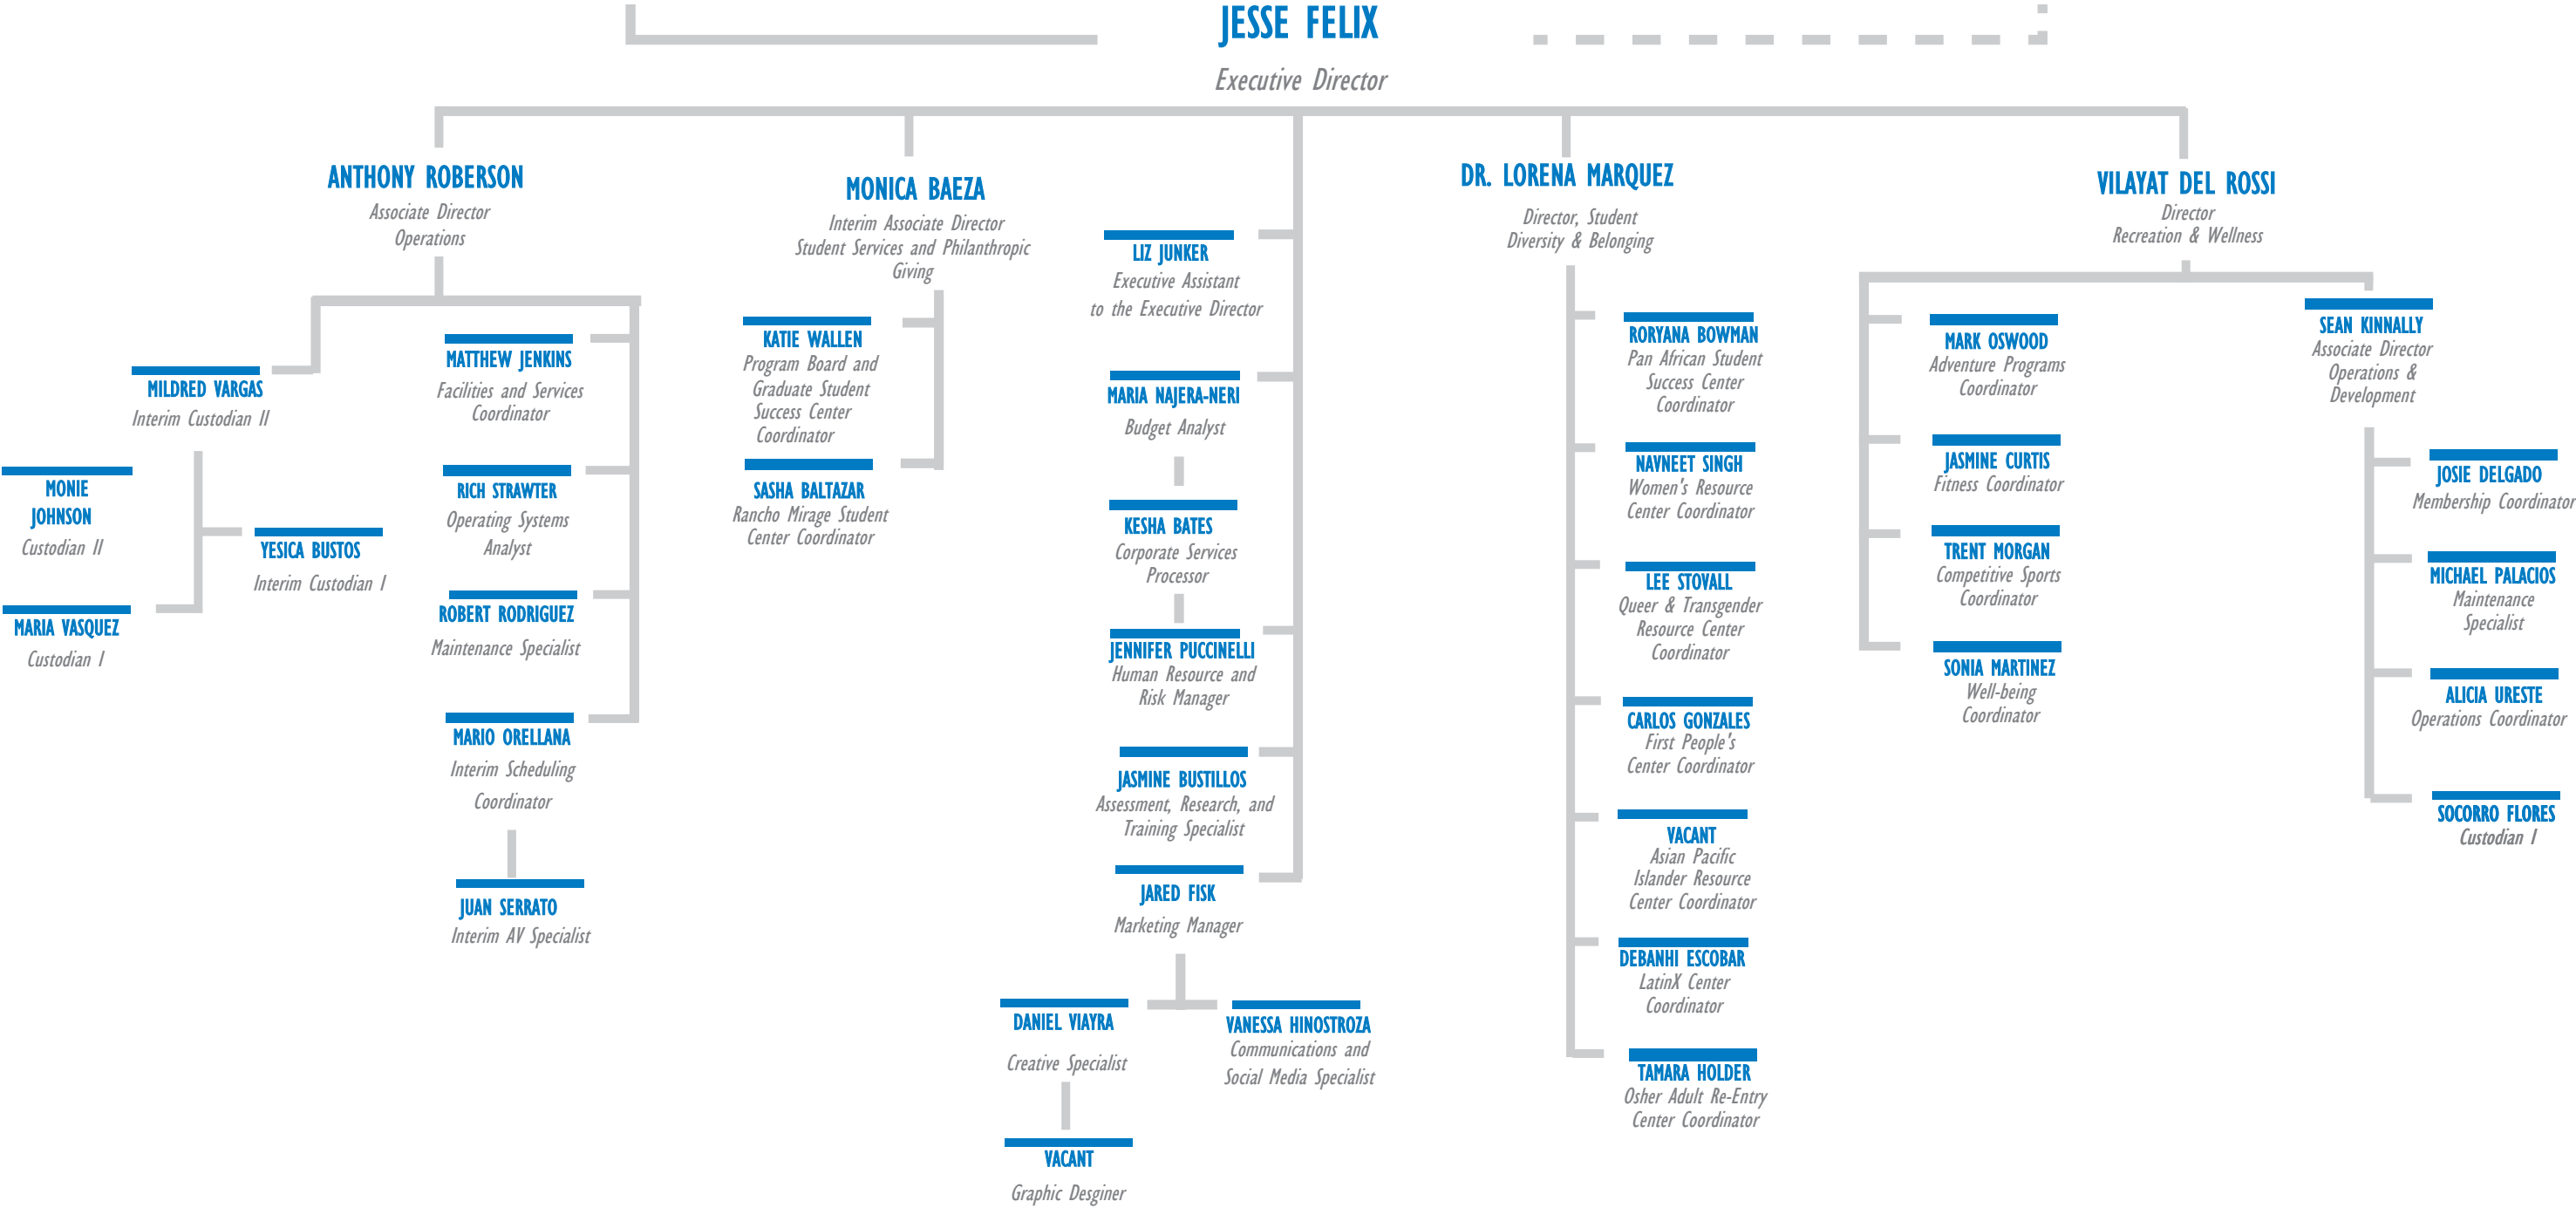 JESSE FELIX
Executive Director
ANTHONY ROBERSON
Associate Director
Operations
MILDRED VARGAS
Interim Custodian II
MONIE
JOHNSON
Custodian II
YESICA BUSTOS
Interim Custodian I
MARIA VASQUEZ
Custodian I
MATTHEW JENKINS
Facilities and Services
Coordinator
RICH STRAWTER
Operating Systems
Analyst
ROBERT RODRIGUEZ
Maintenance Specialist
MARIO ORELLANA
Interim Scheduling
Coordinator
JUAN SERRATO
Interim AV Specialist
MONICA BAEZA
Interim Associate Director
Student Services and Philanthropic
Giving
KATIE WALLEN
Program Board and
Graduate Student
Success Center
Coordinator
SASHA BALTAZAR
Rancho Mirage Student
Center Coordinator
LIZ JUNKER
Executive Assistant
to the Executive Director
MARIA NAJERA-NERI
Budget Analyst
KESHA BATES
Corporate Services
Processor
JENNIFER PUCCINELLI
Human Resource and
Risk Manager
JASMINE BUSTILLOS
Assessment, Research, and
Training Specialist
JARED FISK
Marketing Manager
DANIEL VIAYRA
Creative Specialist
VACANT
Graphic Desginer
VANESSA HINOSTROZA
Communications and
Social Media Specialist
DR. LORENA MARQUEZ
Director, Student
Diversity & Belonging
RORYANA BOWMAN
Pan African Student
Success Center
Coordinator
NAVNEET SINGH
Women's Resource
Center Coordinator
LEE STOVALL
Queer & Transgender
Resource Center
Coordinator
CARLOS GONZALES
First People's
Center Coordinator
VACANT
Asian Pacific
Islander Resource
Center Coordinator
DEBANHI ESCOBAR
LatinX Center
Coordinator
TAMARA HOLDER
Osher Adult Re-Entry
Center Coordinator
VILAYAT DEL ROSSI
Director
Recreation & Wellness
MARK OSWOOD
Adventure Programs
Coordinator
JASMINE CURTIS
Fitness Coordinator
TRENT MORGAN
Competitive Sports
Coordinator
SONIA MARTINEZ
Well-being
Coordinator
SEAN KINNALLY
Associate Director
Operations &
Development
JOSIE DELGADO
Membership Coordinator
MICHAEL PALACIOS
Maintenance
Specialist
ALICIA URESTE
Operations Coordinator
SOCORRO FLORES
Custodian I